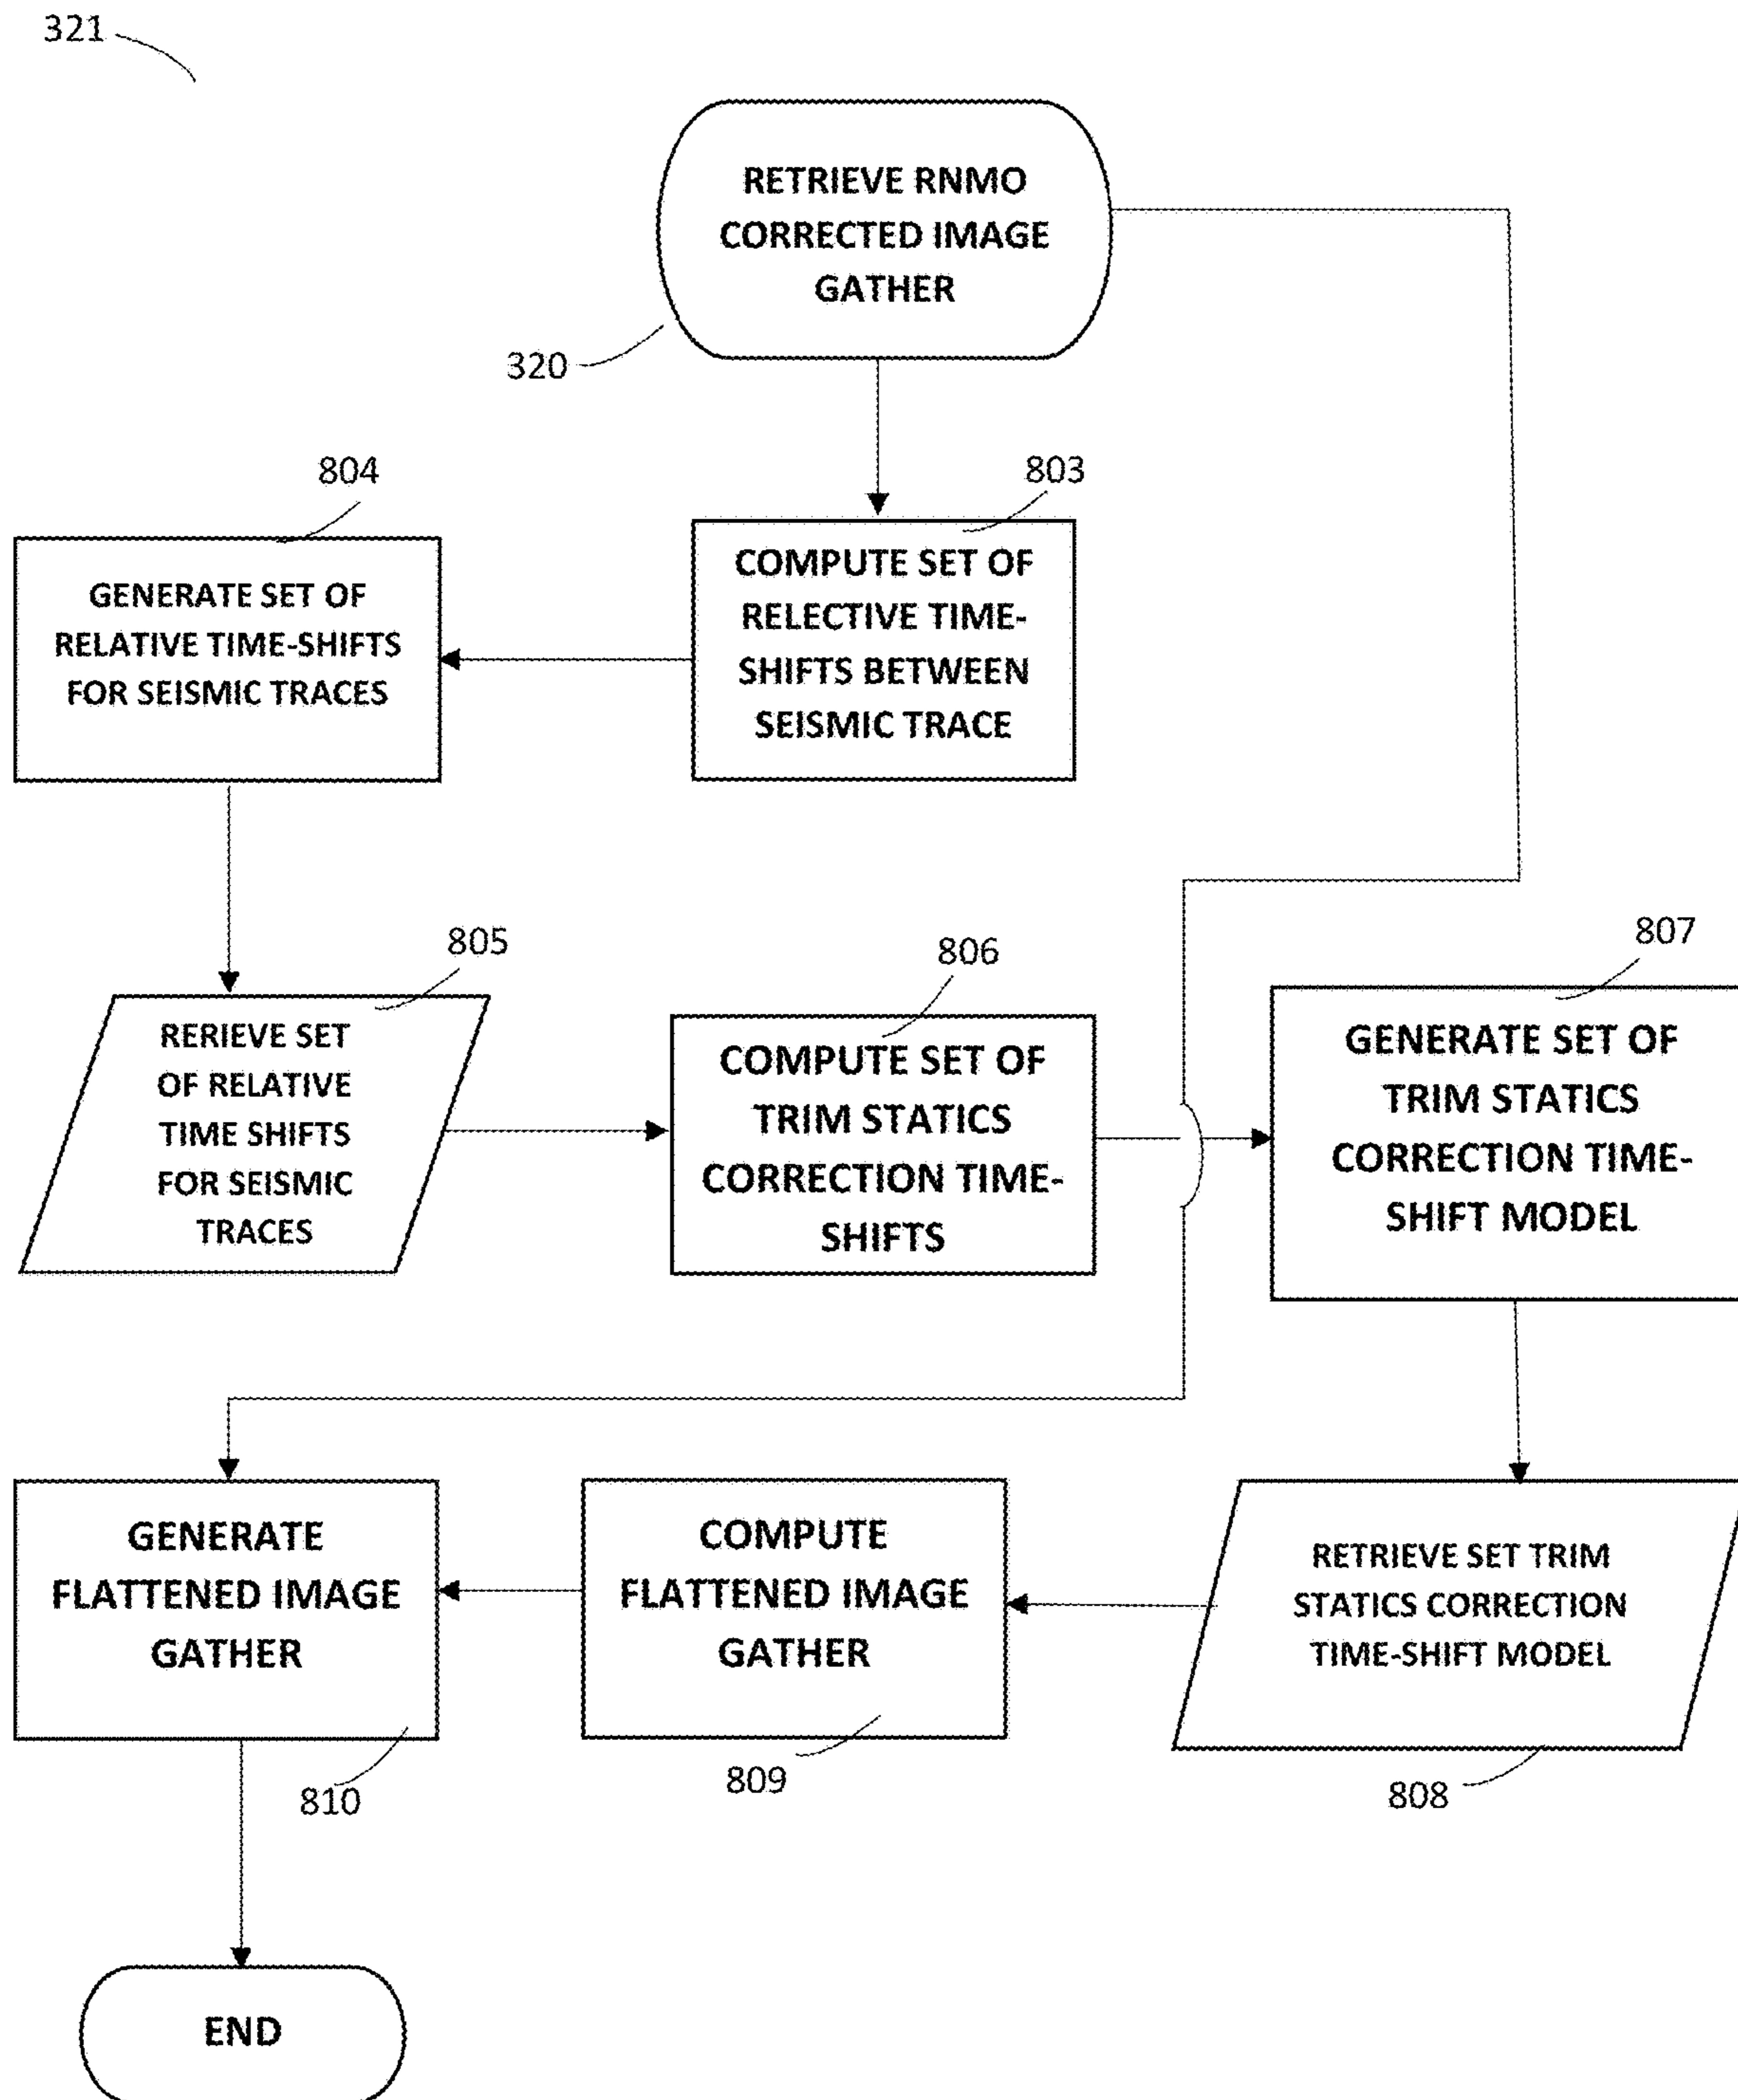 321
RETRIEVE RNMO
CORRECTED IMAGE
GATHER
320
803
COMPUTE SET OF
RELECTIVE TIME-
SHIFTS BETWEEN
SEISMIC TRACE
804
GENERATE SET OF
RELATIVE TIME-SHIFTS
FOR SEISMIC TRACES
805
RERIEVE SET
OF RELATIVE
TIME SHIFTS
FOR SEISMIC
TRACES
806
COMPUTE SET OF
TRIM STATICS
CORRECTION TIME-
SHIFTS
807
GENERATE SET OF
TRIM STATICS
CORRECTION TIME-
SHIFT MODEL
RETRIEVE SET TRIM
STATICS CORRECTION
TIME-SHIFT MODEL
808
COMPUTE
FLATTENED IMAGE
GATHER
809
GENERATE
FLATTENED IMAGE
GATHER
810
END